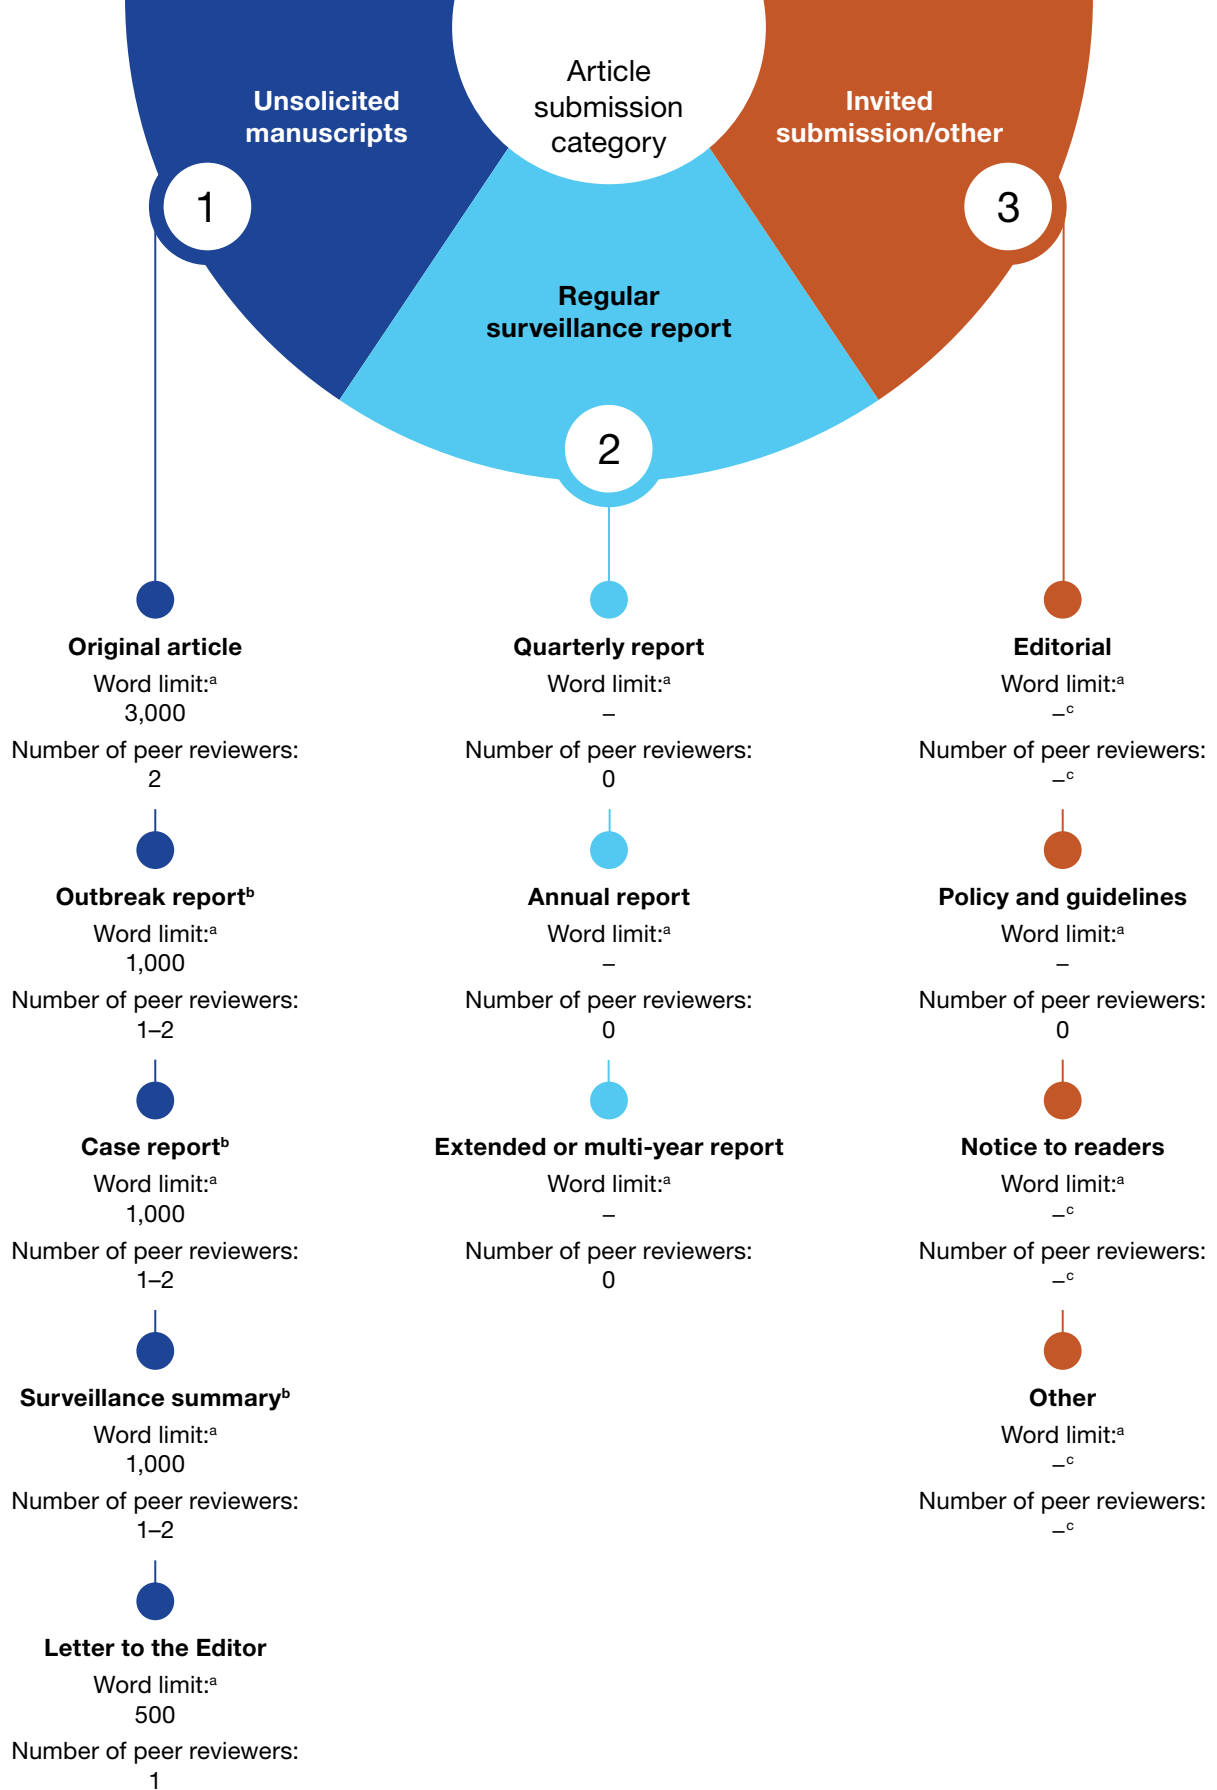 Article
submission
category
Unsolicited
manuscripts
1
Regular
surveillance report
2
Invited
submission/other
3
Original article
Word limit:ᵃ
3,000
Number of peer reviewers:
2
Outbreak reportᵇ
Word limit:ᵃ
1,000
Number of peer reviewers:
1–2
Case reportᵇ
Word limit:ᵃ
1,000
Number of peer reviewers:
1–2
Surveillance summaryᵇ
Word limit:ᵃ
1,000
Number of peer reviewers:
1–2
Letter to the Editor
Word limit:ᵃ
500
Number of peer reviewers:
1
Quarterly report
Word limit:ᵃ
–
Number of peer reviewers:
0
Annual report
Word limit:ᵃ
–
Number of peer reviewers:
0
Extended or multi-year report
Word limit:ᵃ
–
Number of peer reviewers:
0
Editorial
Word limit:ᵃ
–ᶜ
Number of peer reviewers:
–ᶜ
Policy and guidelines
Word limit:ᵃ
–
Number of peer reviewers:
0
Notice to readers
Word limit:ᵃ
–ᶜ
Number of peer reviewers:
–ᶜ
Other
Word limit:ᵃ
–ᶜ
Number of peer reviewers:
–ᶜ